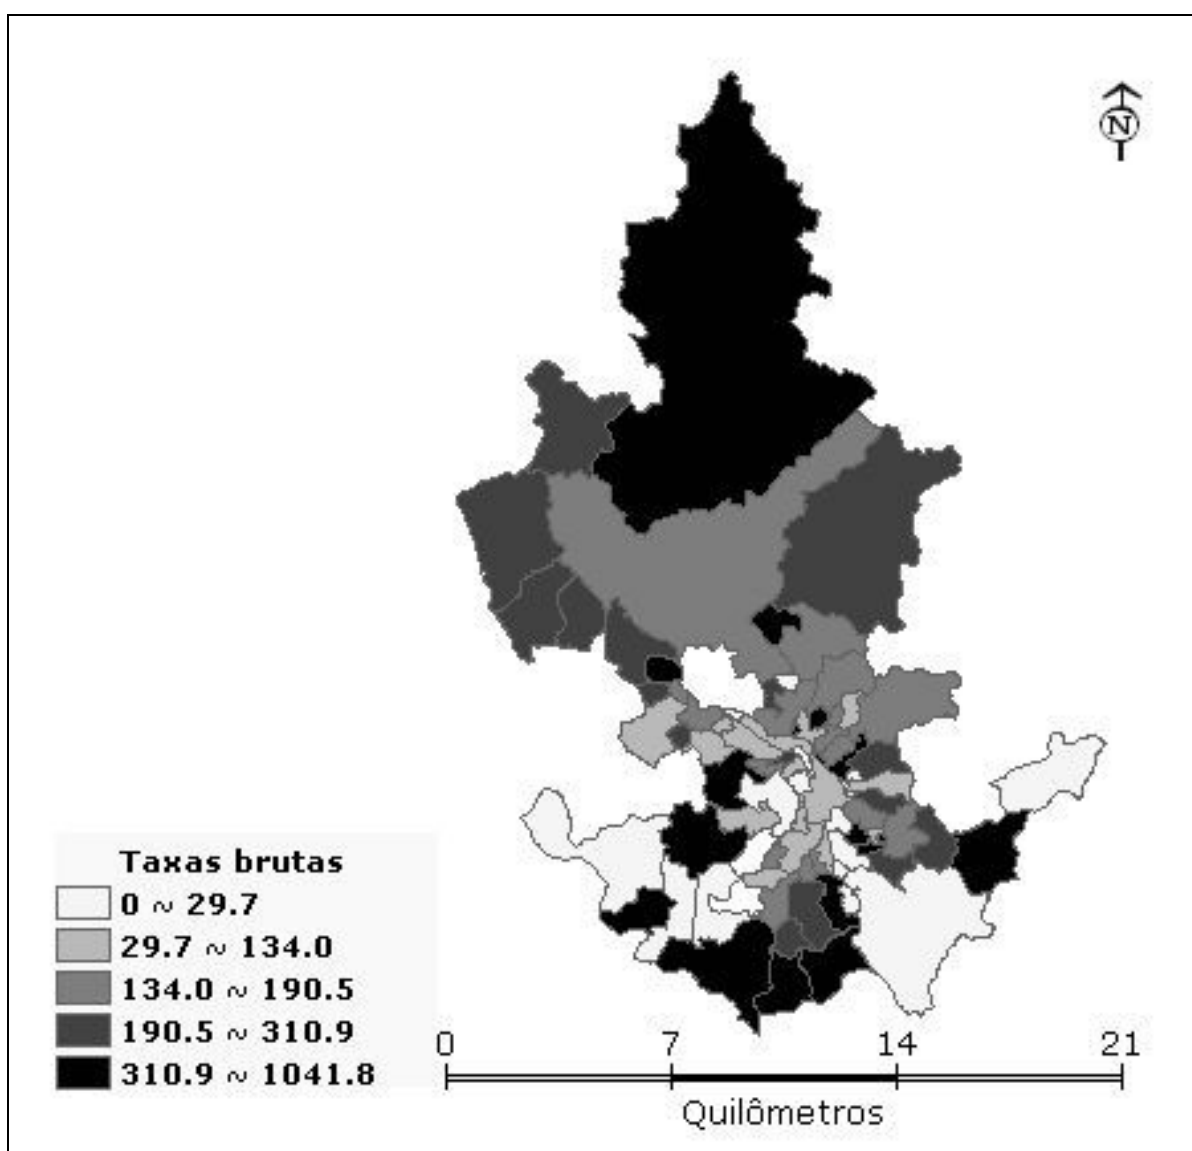 N
Taxas brutas
0 ~ 29.7
29.7 ~ 134.0
134.0 ~ 190.5
190.5 ~ 310.9
310.9 ~ 1041.8
0 7 14 21
Quilômetros